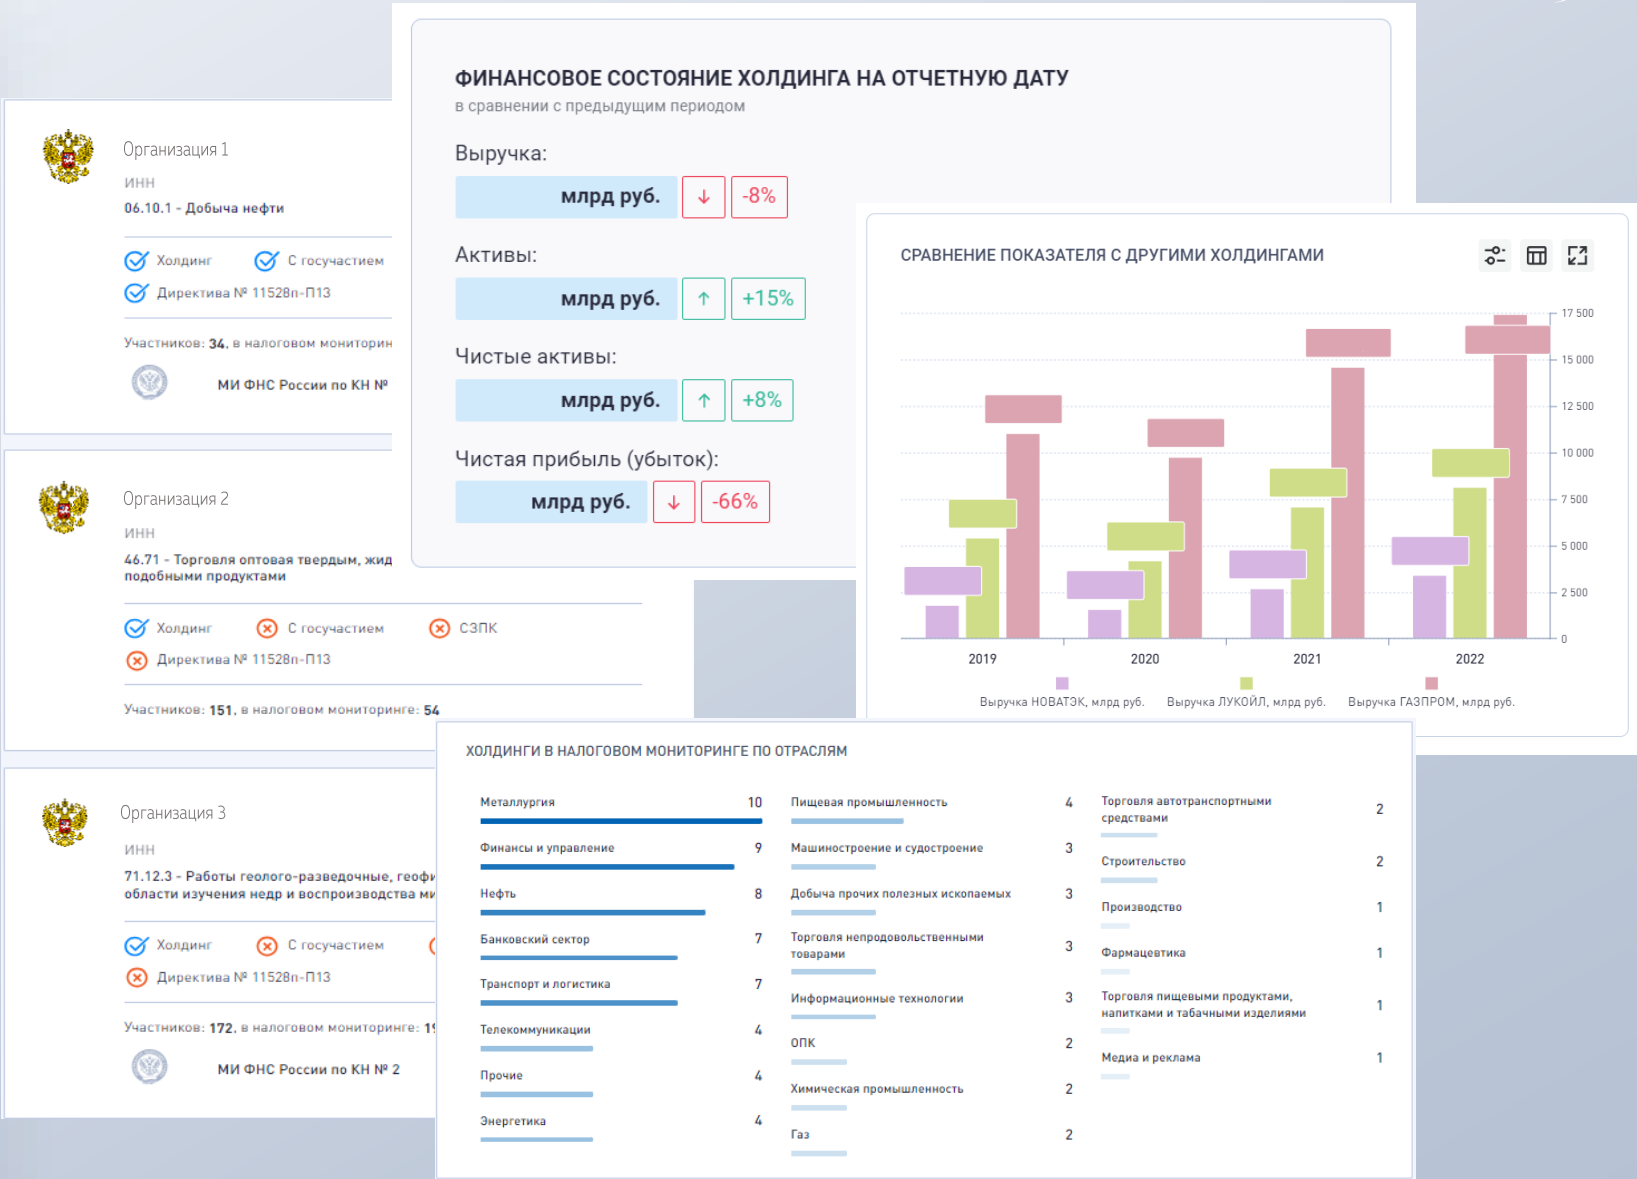 ФИНАНСОВОЕ СОСТОЯНИЕ ХОЛДИНГА НА ОТЧЕТНУЮ ДАТУ
в сравнении с предыдущим периодом
Выручка:
млрд руб. ↓ -8%
Активы:
млрд руб. ↑ +15%
Чистые активы:
млрд руб. ↑ +8%
Чистая прибыль (убыток):
млрд руб. ↓ -66%
Организация 1
ИНН
06.10.1 - Добыча нефти
Холдинг С госучастием
Директива № 11528п-П13
Участников: 34, в налоговом мониторин
МИ ФНС России по КН №
Организация 2
ИНН
46.71 - Торговля оптовая твердым, жид
подобными продуктами
Холдинг С госучастием СЗПК
Директива № 11528п-П13
Участников: 151, в налоговом мониторинге: 54
Организация 3
ИНН
71.12.3 - Работы геолого-разведочные, геофи
области изучения недр и воспроизводства ми
Холдинг С госучастием
Директива № 11528п-П13
Участников: 172, в налоговом мониторинге: 19
МИ ФНС России по КН № 2
СРАВНЕНИЕ ПОКАЗАТЕЛЯ С ДРУГИМИ ХОЛДИНГАМИ
17 500
15 000
12 500
10 000
7 500
5 000
2 500
0
2019 2020 2021 2022
Выручка НОВАТЭК, млрд руб. Выручка ЛУКОЙЛ, млрд руб. Выручка ГАЗПРОМ, млрд руб.
ХОЛДИНГИ В НАЛОГОВОМ МОНИТОРИНГЕ ПО ОТРАСЛЯМ
Металлургия 10
Финансы и управление 9
Нефть 8
Банковский сектор 7
Транспорт и логистика 7
Телекоммуникации 4
Прочие 4
Энергетика 4
Пищевая промышленность 4
Машиностроение и судостроение 3
Добыча прочих полезных ископаемых 3
Торговля непродовольственными
товарами 3
Информационные технологии 3
ОПК 2
Химическая промышленность 2
Газ 2
Торговля автотранспортными
средствами 2
Строительство 2
Производство 1
Фармацевтика 1
Торговля пищевыми продуктами,
напитками и табачными изделиями 1
Медиа и реклама 1